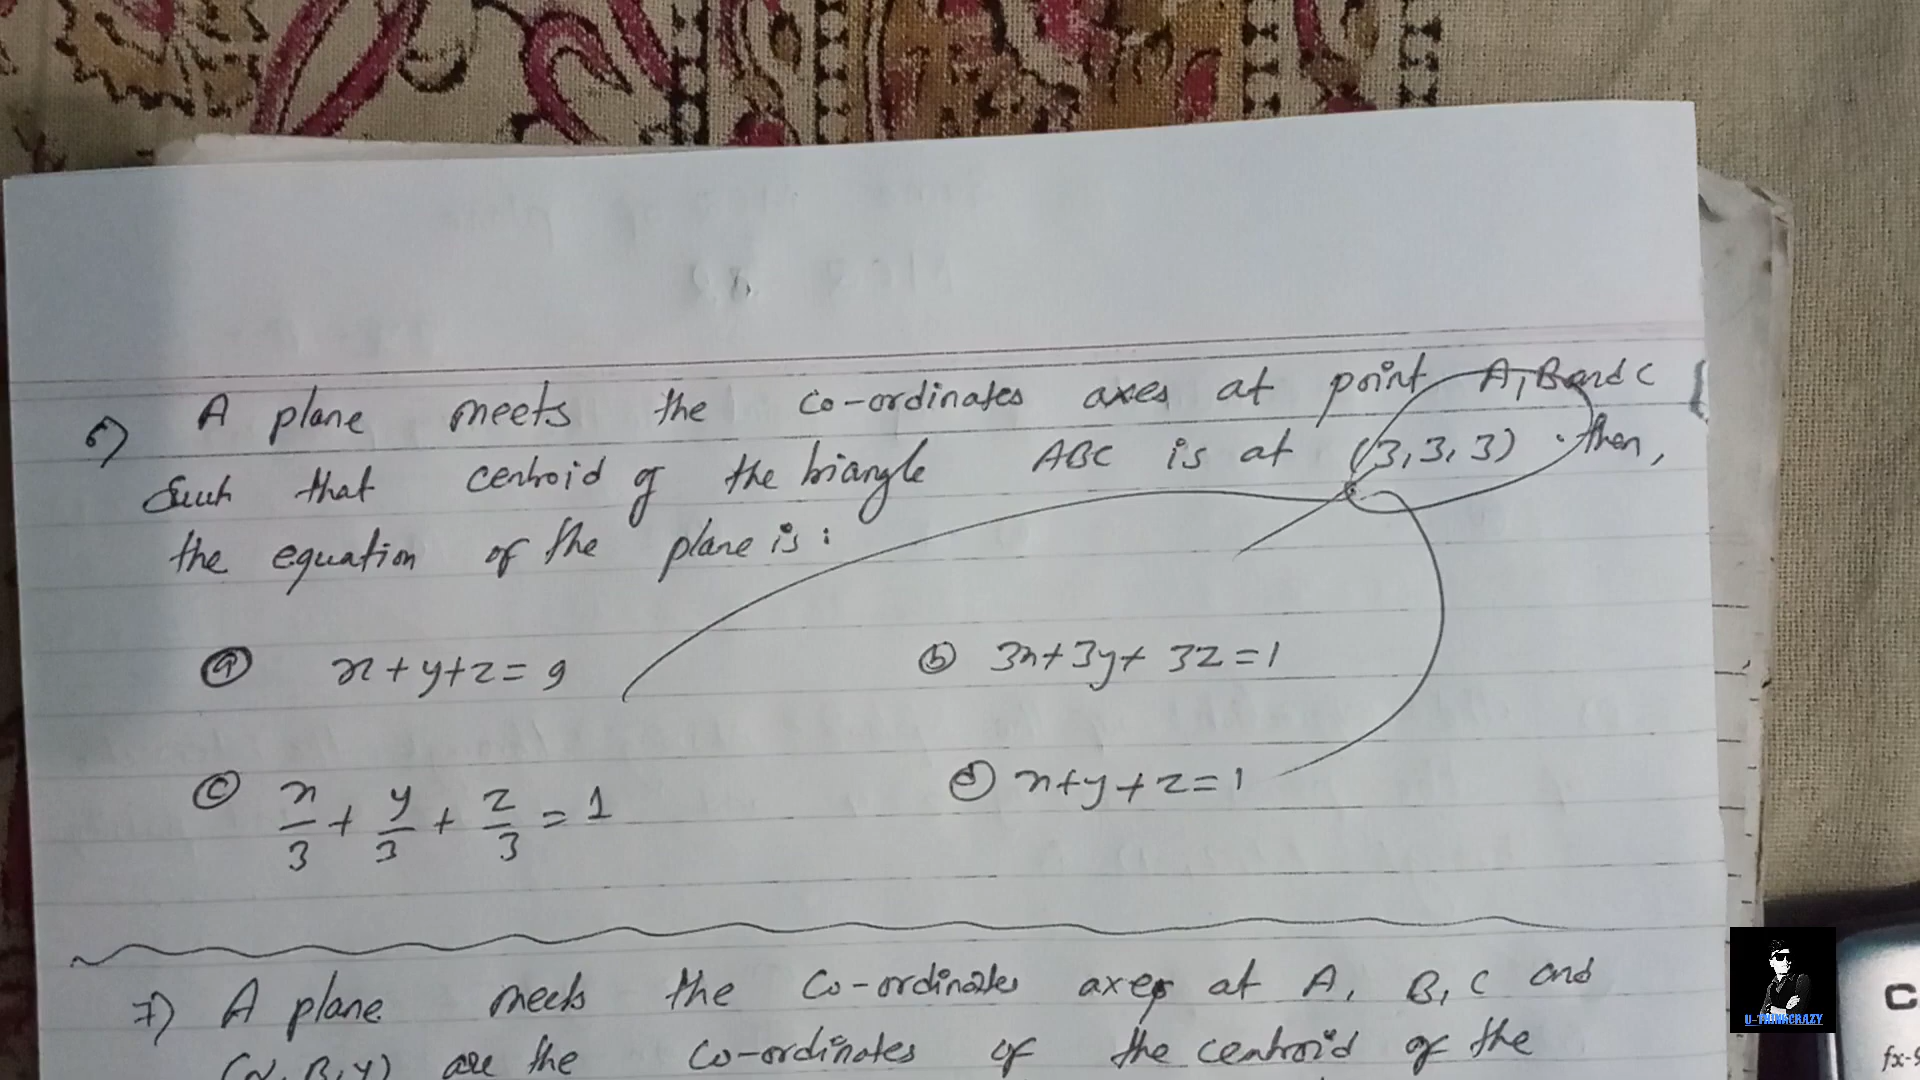 6) A plane meets the Co-ordinates axes at point A, B and C
Such that centroid of the triangle ABC is at (3,3,3). then,
the equation of the plane is:
(a) x+y+z=9
(b) 3x+3y+3z=1
(c) x/3 + y/3 + z/3 = 1
(d) x+y+z=1
7) A plane meets the Co-ordinates axes at A, B, C and
(α, β, γ) are the Co-ordinates of the centroid of the
U-THINKCRAZY
C
fx-